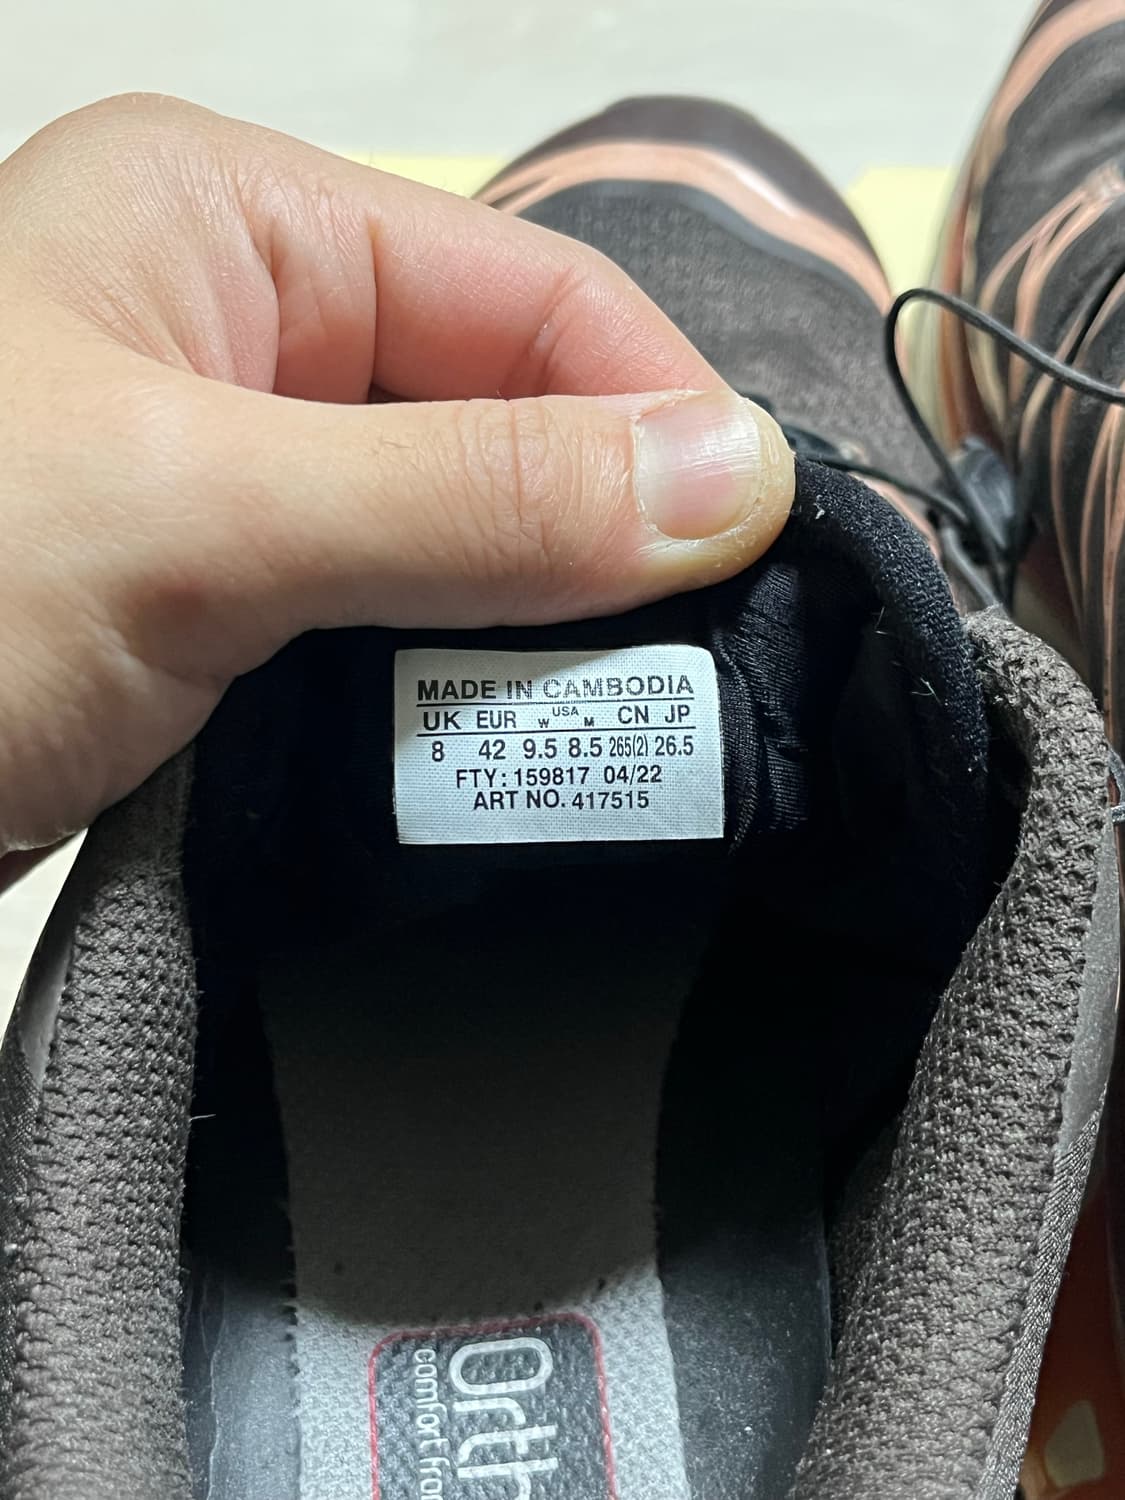 MADE IN CAMBODIA
UK EUR W USA M CN JP
8 42 9.5 8.5 265(2) 26.5
FTY: 159817 04/22
ART NO. 417515
Orth
comfort